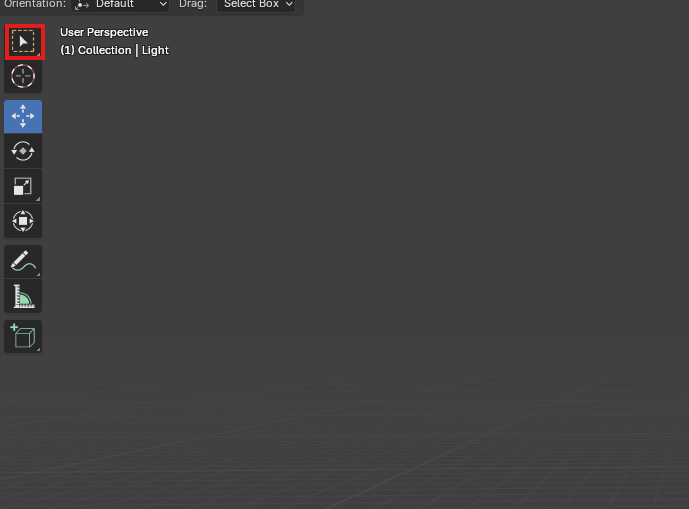 Orientation: Default Drag: Select Box
User Perspective
(1) Collection | Light